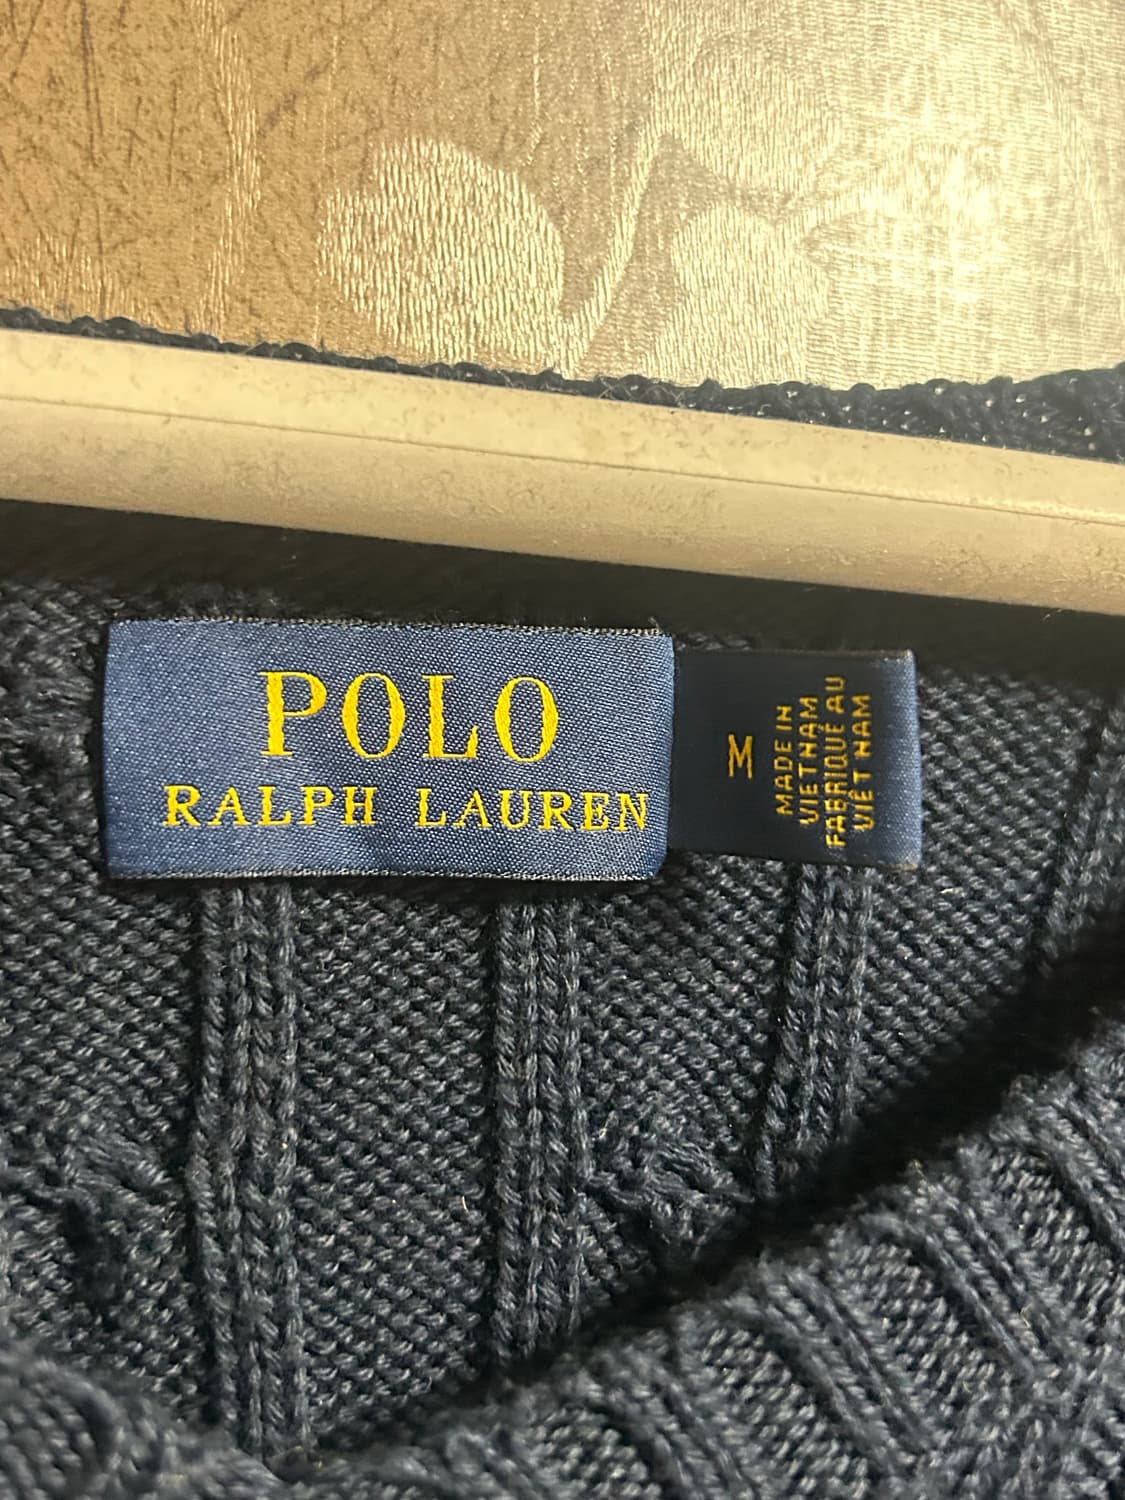 POLO
RALPH LAUREN
M
MADE IN
VIETNAM
FABRIQUÉ AU
VIÊT NAM